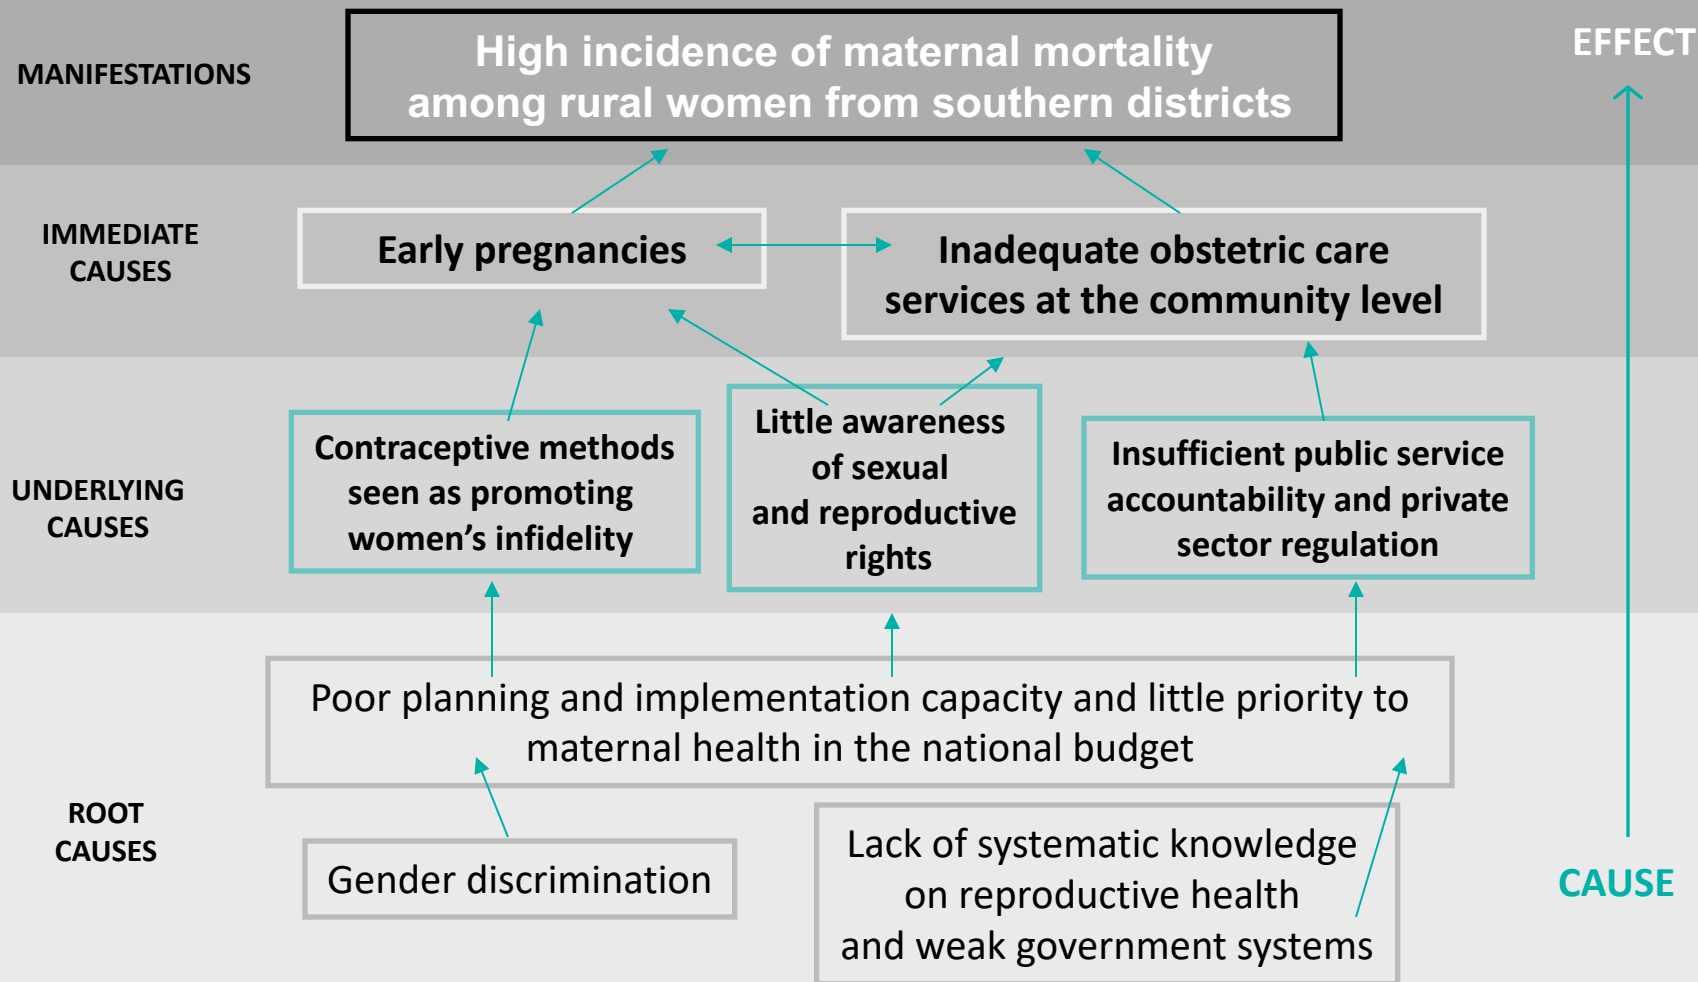 MANIFESTATIONS
High incidence of maternal mortality
among rural women from southern districts
EFFECT
IMMEDIATE
CAUSES
Early pregnancies
Inadequate obstetric care
services at the community level
UNDERLYING
CAUSES
Contraceptive methods
seen as promoting
women’s infidelity
Little awareness
of sexual
and reproductive
rights
Insufficient public service
accountability and private
sector regulation
ROOT
CAUSES
Poor planning and implementation capacity and little priority to
maternal health in the national budget
Gender discrimination
Lack of systematic knowledge
on reproductive health
and weak government systems
CAUSE